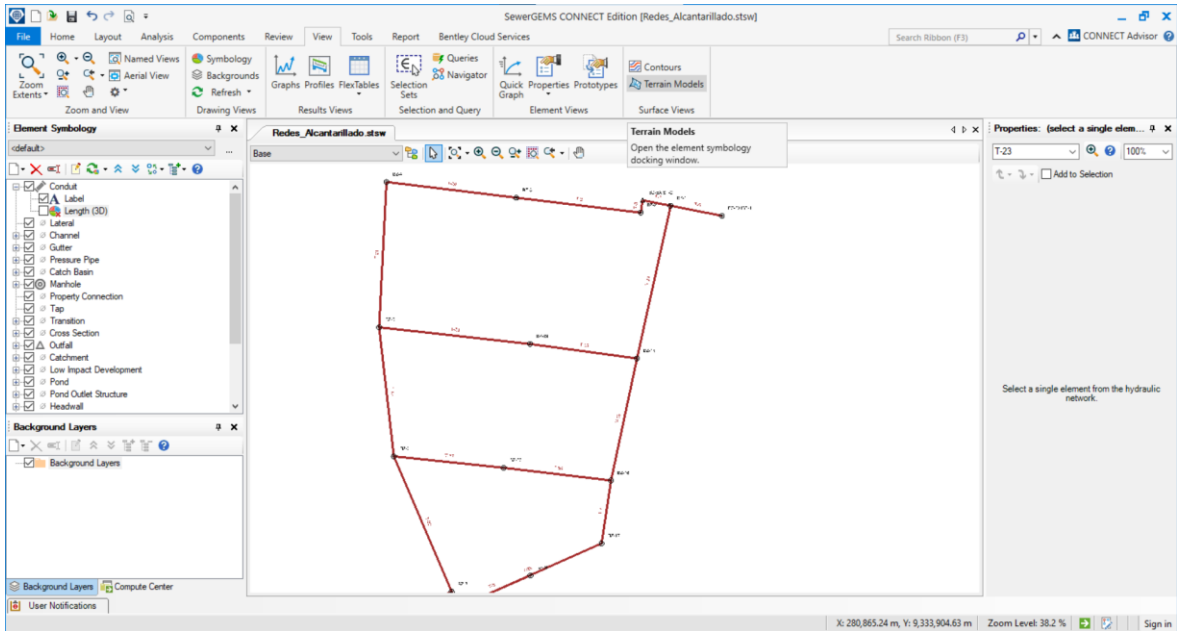 SewerGEMS CONNECT Edition [Redes_Alcantarillado.stsw]
File Home Layout Analysis Components Review View Tools Report Bentley Cloud Services
Search Ribbon (F3)
CONNECT Advisor
Zoom Extents
Named Views
Aerial View
Zoom and View
Symbology
Backgrounds
Refresh
Drawing Views
Graphs Profiles FlexTables
Results Views
Selection Sets
Queries
Navigator
Selection and Query
Quick Graph
Properties Prototypes
Element Views
Contours
Terrain Models
Surface Views
Element Symbology
<default>
...
Conduit
Label
Length (3D)
Lateral
Channel
Gutter
Pressure Pipe
Catch Basin
Manhole
Property Connection
Tap
Transition
Cross Section
Outfall
Catchment
Low Impact Development
Pond
Pond Outlet Structure
Headwall
Background Layers
Background Layers
Background Layers Compute Center
User Notifications
Redes_Alcantarillado.stsw
Base
Terrain Models
Open the element symbology
docking window.
Properties: (select a single elem...
T-23
100%
Add to Selection
Select a single element from the hydraulic
network.
X: 280,865.24 m, Y: 9,333,904.63 m Zoom Level: 38.2 % Sign in